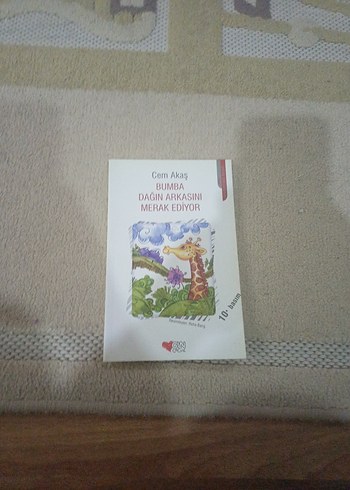 Cem Akaş
BUMBA
DAĞIN ARKASINI
MERAK EDİYOR
10. basım